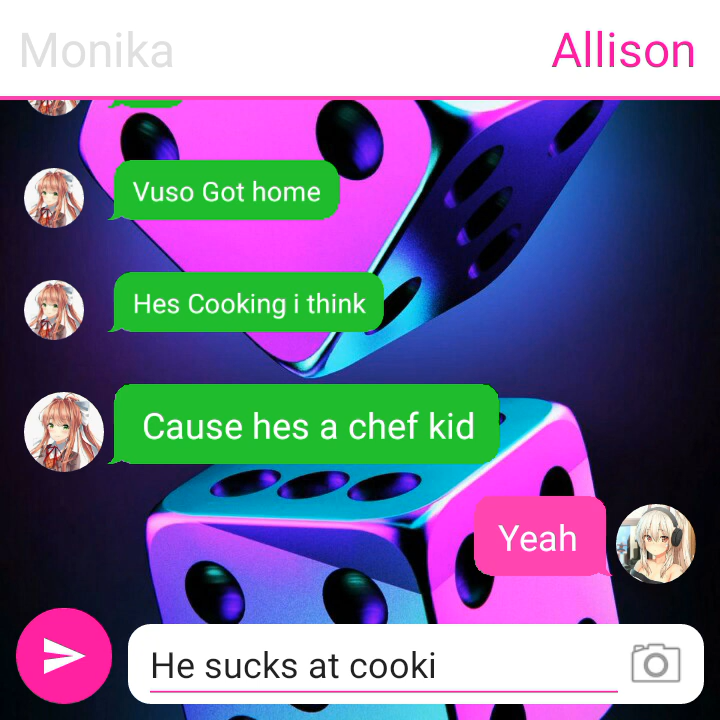 Monika
Allison
Vuso Got home
Hes Cooking i think
Cause hes a chef kid
Yeah
He sucks at cooki